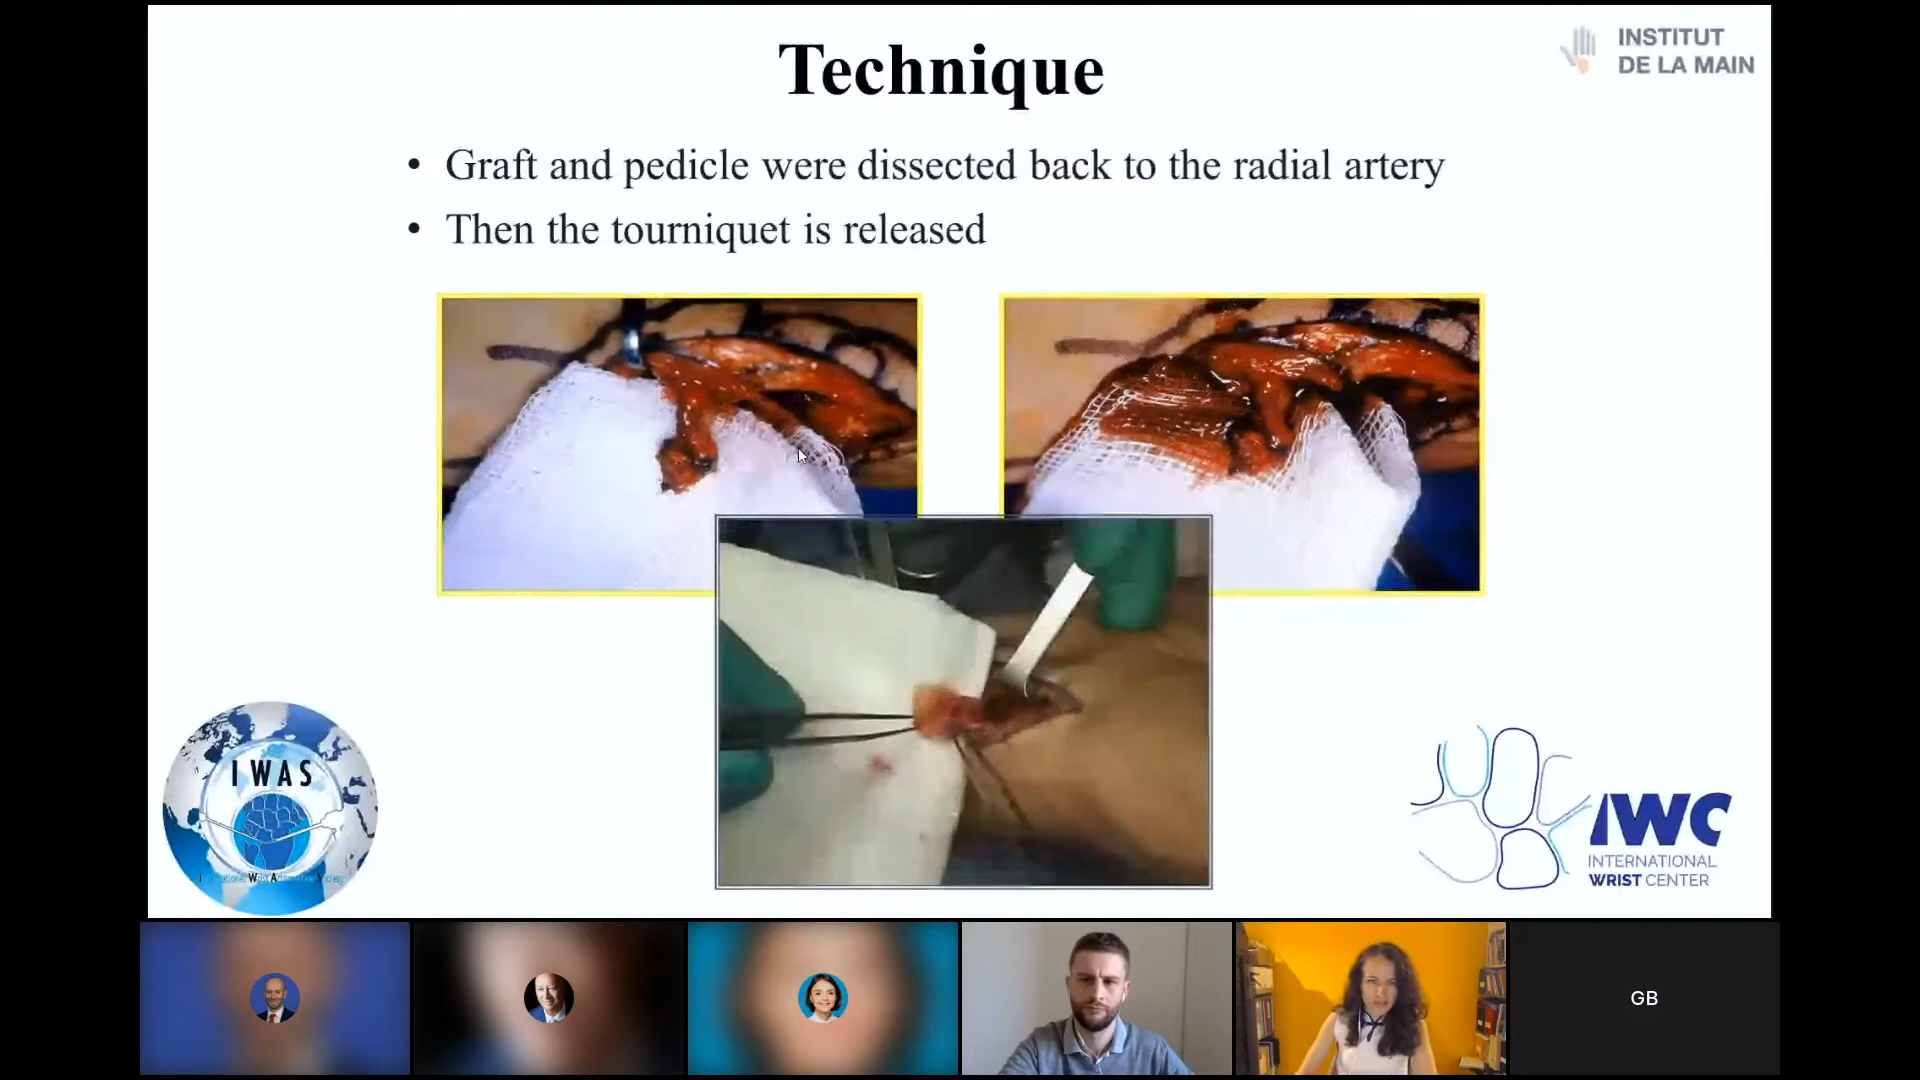 Technique
INSTITUT
DE LA MAIN
• Graft and pedicle were dissected back to the radial artery
• Then the tourniquet is released
IWAS
IWC
INTERNATIONAL
WRIST CENTER
GB